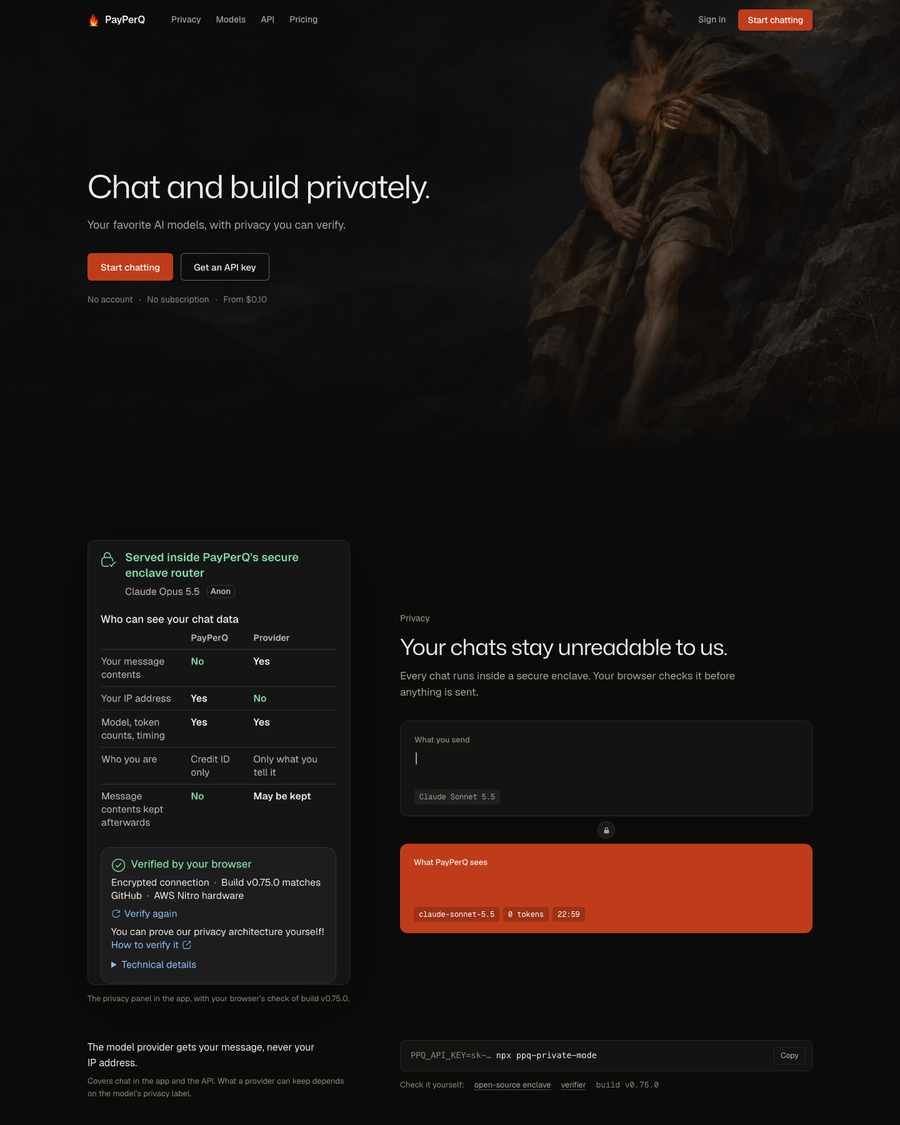 PayPerQ
Privacy
Models
API
Pricing
Sign in
Start chatting
Chat and build privately.
Your favorite AI models, with privacy you can verify.
Start chatting
Get an API key
No account · No subscription · From $0.10
Served inside PayPerQ's secure
enclave router
Claude Opus 5.5 Anon
Who can see your chat data
PayPerQ Provider
Your message No Yes
contents
Your IP address Yes No
Model, token Yes Yes
counts, timing
Who you are Credit ID Only what you
only tell it
Message No May be kept
contents kept
afterwards
Verified by your browser
Encrypted connection · Build v0.75.0 matches
GitHub · AWS Nitro hardware
Verify again
You can prove our privacy architecture yourself!
How to verify it
Technical details
The privacy panel in the app, with your browser's check of build v0.75.0.
Privacy
Your chats stay unreadable to us.
Every chat runs inside a secure enclave. Your browser checks it before
anything is sent.
What you send
Claude Sonnet 5.5
What PayPerQ sees
claude-sonnet-5.5 0 tokens 22:59
The model provider gets your message, never your
IP address.
Covers chat in the app and the API. What a provider can keep depends
on the model's privacy label.
PPQ_API_KEY=sk-… npx ppq-private-mode
Copy
Check it yourself: open-source enclave verifier build v0.75.0